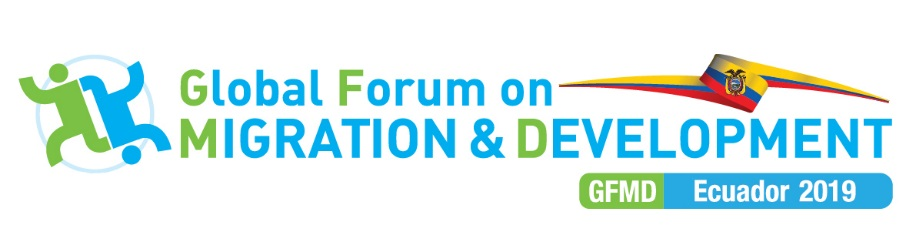 Global Forum on
MIGRATION & DEVELOPMENT
GFMD Ecuador 2019